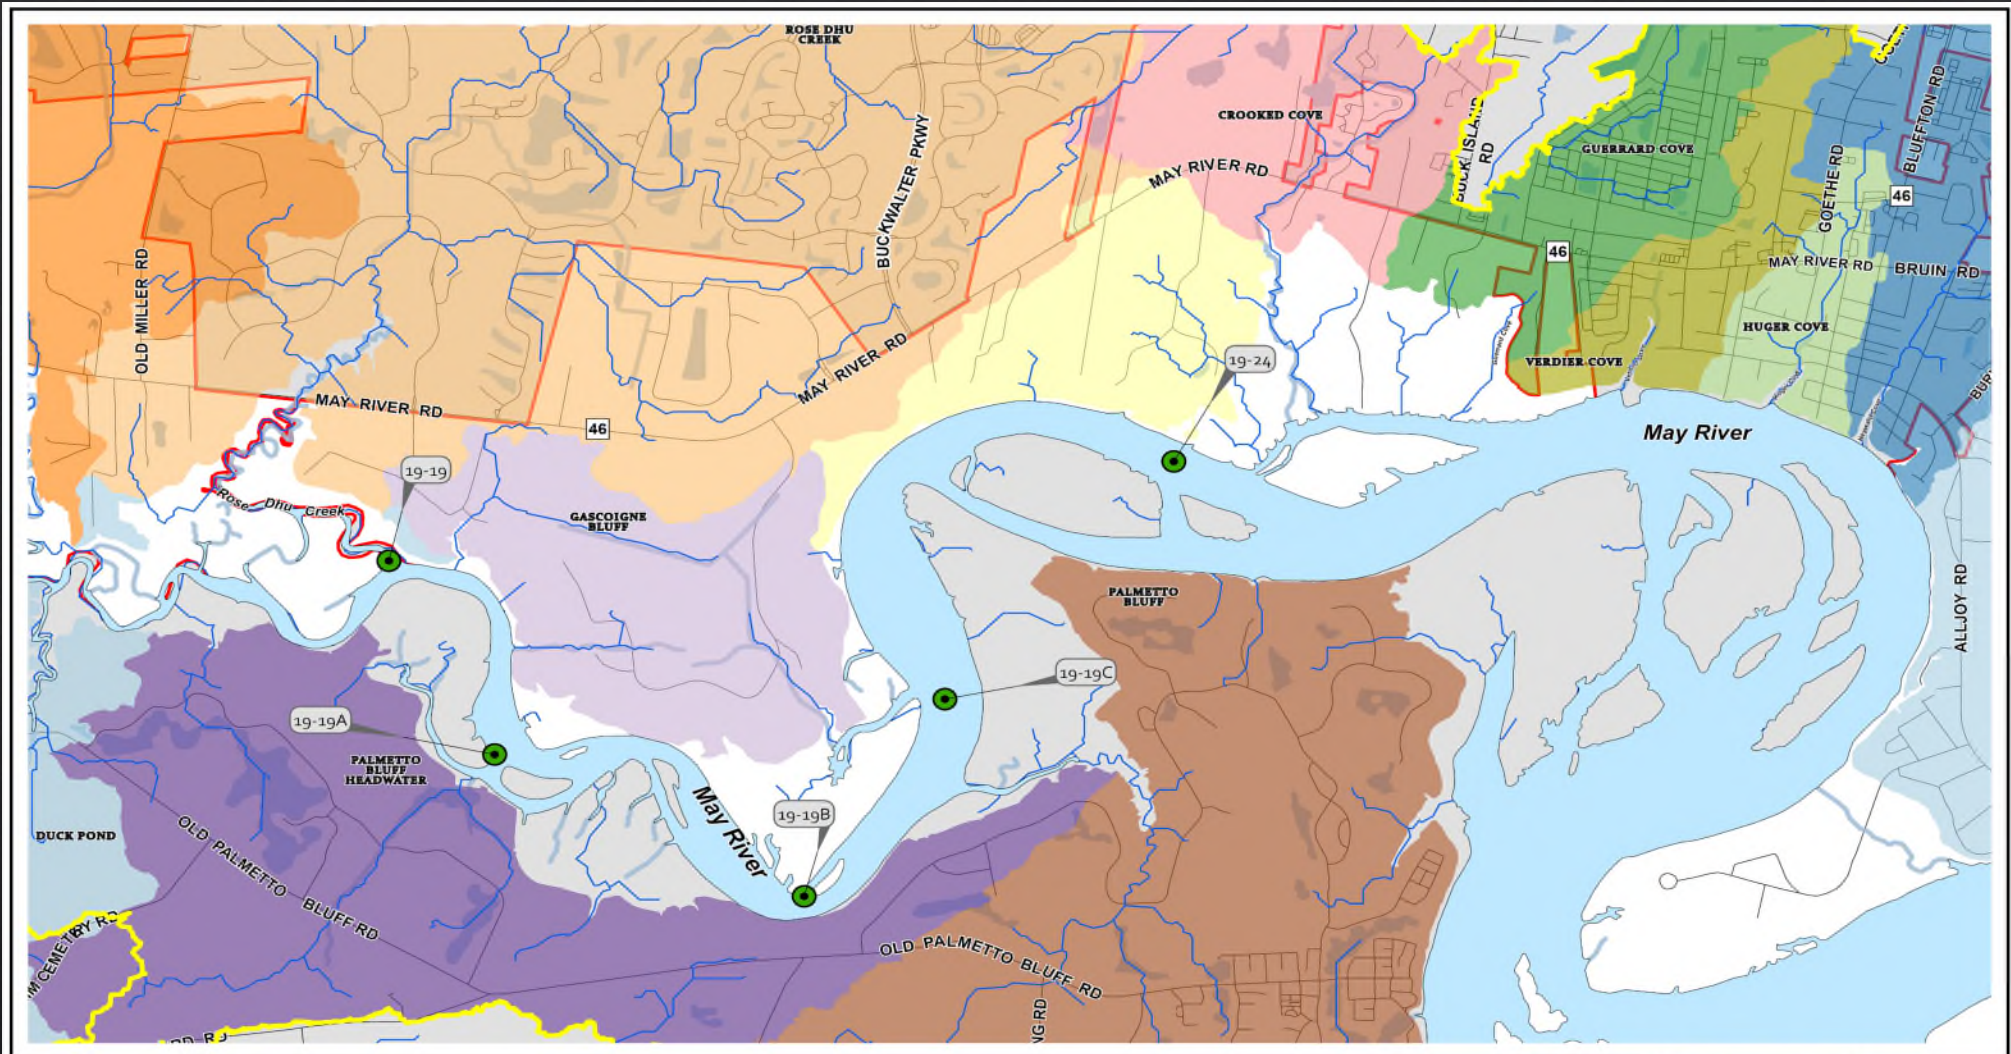 ROSE DHU
CREEK
CROOKED COVE
BUCK ISLAND
RD
GUERRARD COVE
GOETHE RD
BLUFFTON RD
46
MAY RIVER RD
BUCKWALTER PKWY
OLD MILLER RD
46
MAY RIVER RD
BRUIN RD
HUGER COVE
VERDIER COVE
19-24
MAY RIVER RD
MAY RIVER RD
46
May River
19-19
Rose Dhu Creek
GASCOIGNE
BLUFF
PALMETTO
BLUFF
ALLJOY RD
19-19C
19-19A
PALMETTO
BLUFF
HEADWATER
May River
19-19B
DUCK POND
OLD PALMETTO BLUFF RD
OLD PALMETTO BLUFF RD
CEMETERY RD
RD